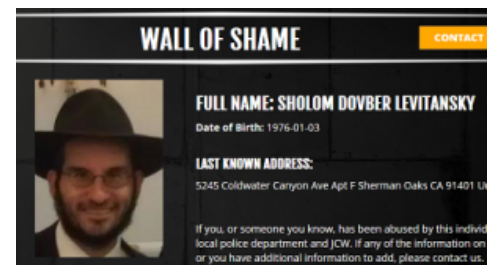 WALL OF SHAME
CONTACT
FULL NAME: SHOLOM DOVBER LEVITANSKY
Date of Birth: 1976-01-03
LAST KNOWN ADDRESS:
5245 Coldwater Canyon Ave Apt F Sherman Oaks CA 91401
If you, or someone you know, has been abused by this individ
local police department and JCW. If any of the information on
or you have additional information to add, please contact us.